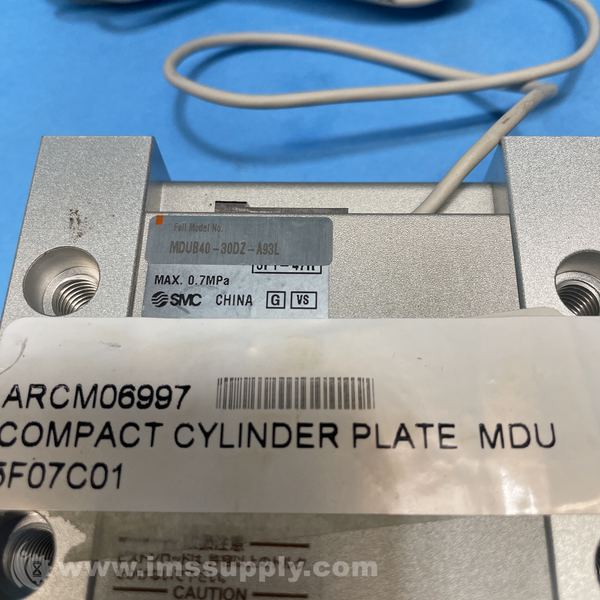 Full Model No.
MDUB40-30DZ-A93L
MAX. 0.7MPa
SMC CHINA G VS
ARCM06997
COMPACT CYLINDER PLATE MDU
5F07C01
www.imssupply.com
CAUTION